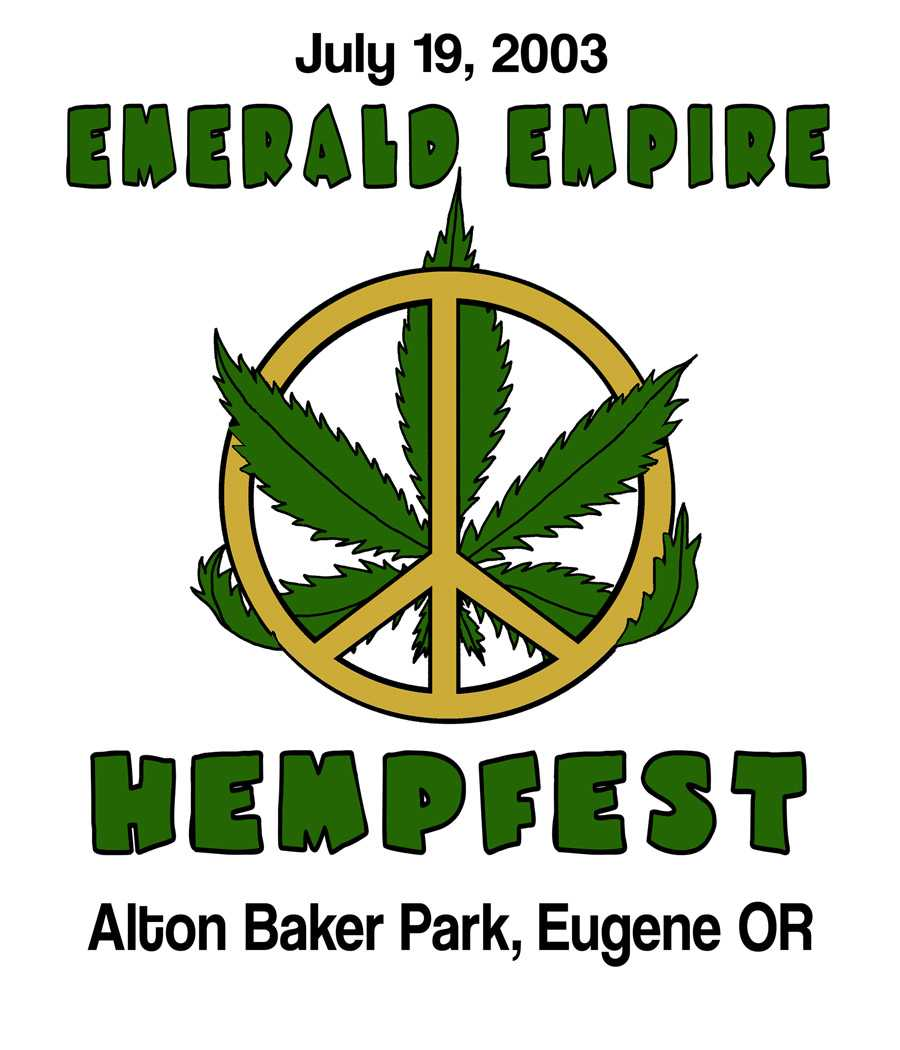 July 19, 2003
EMERALD EMPIRE
HEMPFEST
Alton Baker Park, Eugene OR